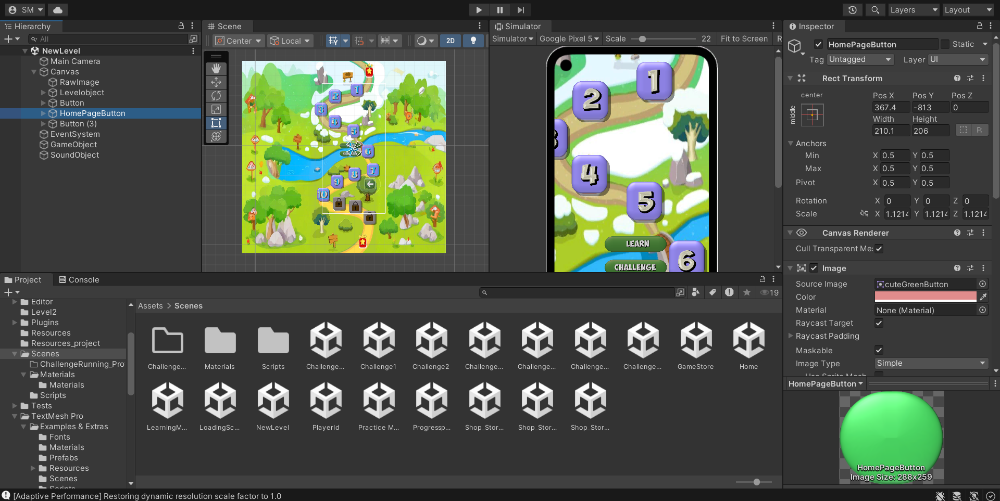 SM
Layers
Layout
Hierarchy
All
NewLevel
Main Camera
Canvas
RawImage
Levelobject
Button
HomePageButton
Button (3)
EventSystem
GameObject
SoundObject
Scene
Center
Local
2D
1
2
3
4
5
6
7
8
9
10
Simulator
Simulator
Google Pixel 5
Scale
22
Fit to Screen
R
1
2
3
4
5
LEARN
6
CHALLENGE
Inspector
HomePageButton
Static
Tag
Untagged
Layer
UI
Rect Transform
center
middle
Pos X
Pos Y
Pos Z
367.4
-813
0
Width
Height
210.1
206
R
Anchors
Min
X
0.5
Y
0.5
Max
X
0.5
Y
0.5
Pivot
X
0.5
Y
0.5
Rotation
X
0
Y
0
Z
0
Scale
X
1.1214
Y
1.1214
Z
1.1214
Canvas Renderer
Cull Transparent Mes
Image
Source Image
cuteGreenButton
Color
Material
None (Material)
Raycast Target
Raycast Padding
Maskable
Image Type
Simple
Use Sprite Mesh
HomePageButton
HomePageButton
Image Size: 288x259
Project
Console
19
Editor
Level2
Plugins
Resources
Resources_project
Scenes
ChallengeRunning_Pro
Materials
Materials
Scripts
Tests
TextMesh Pro
Examples & Extras
Fonts
Materials
Prefabs
Resources
Scenes
Scripts
Assets > Scenes
Challenge...
Materials
Scripts
Challenge...
Challenge1
Challenge2
Challenge...
Challenge...
Challenge...
Challenge...
GameStore
Home
LearningM...
LoadingSc...
NewLevel
PlayerId
Practice M...
Progressp...
Shop_Stor...
Shop_Stor...
Shop_Stor...
[Adaptive Performance] Restoring dynamic resolution scale factor to 1.0